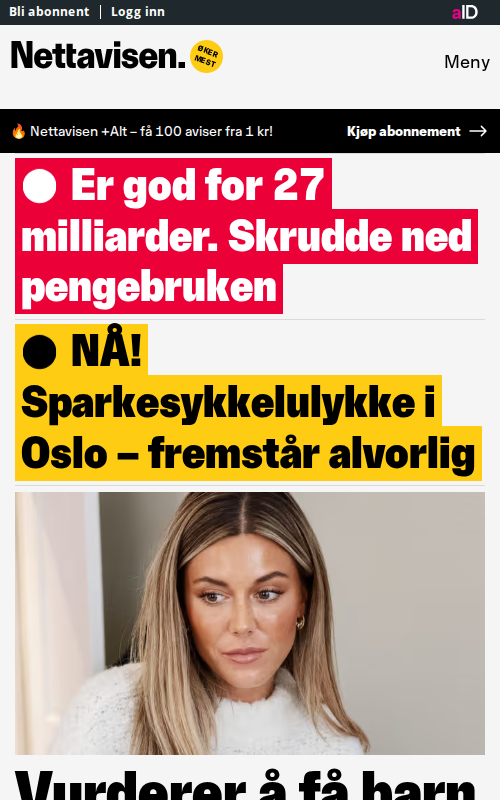 Bli abonnent | Logg inn
aID
Nettavisen.
ØKER
MEST
Meny
🔥 Nettavisen +Alt – få 100 aviser fra 1 kr!
Kjøp abonnement →
● Er god for 27
milliarder. Skrudde ned
pengebruken
● NÅ!
Sparkesykkelulykke i
Oslo – fremstår alvorlig
Vurderer å få barn